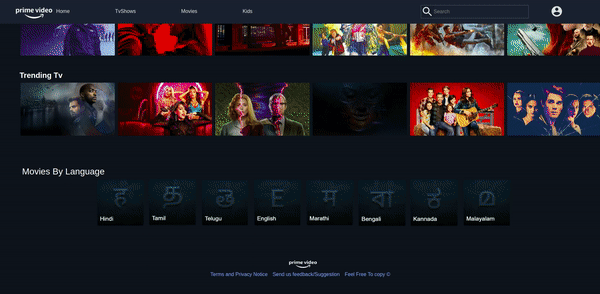 prime video Home TvShows Movies Kids Search
Trending Tv
Movies By Language
ह த తె E म বা ಕ മ
Hindi Tamil Telugu English Marathi Bengali Kannada Malayalam
prime video
Terms and Privacy Notice Send us feedback/Suggestion Feel Free To copy ©